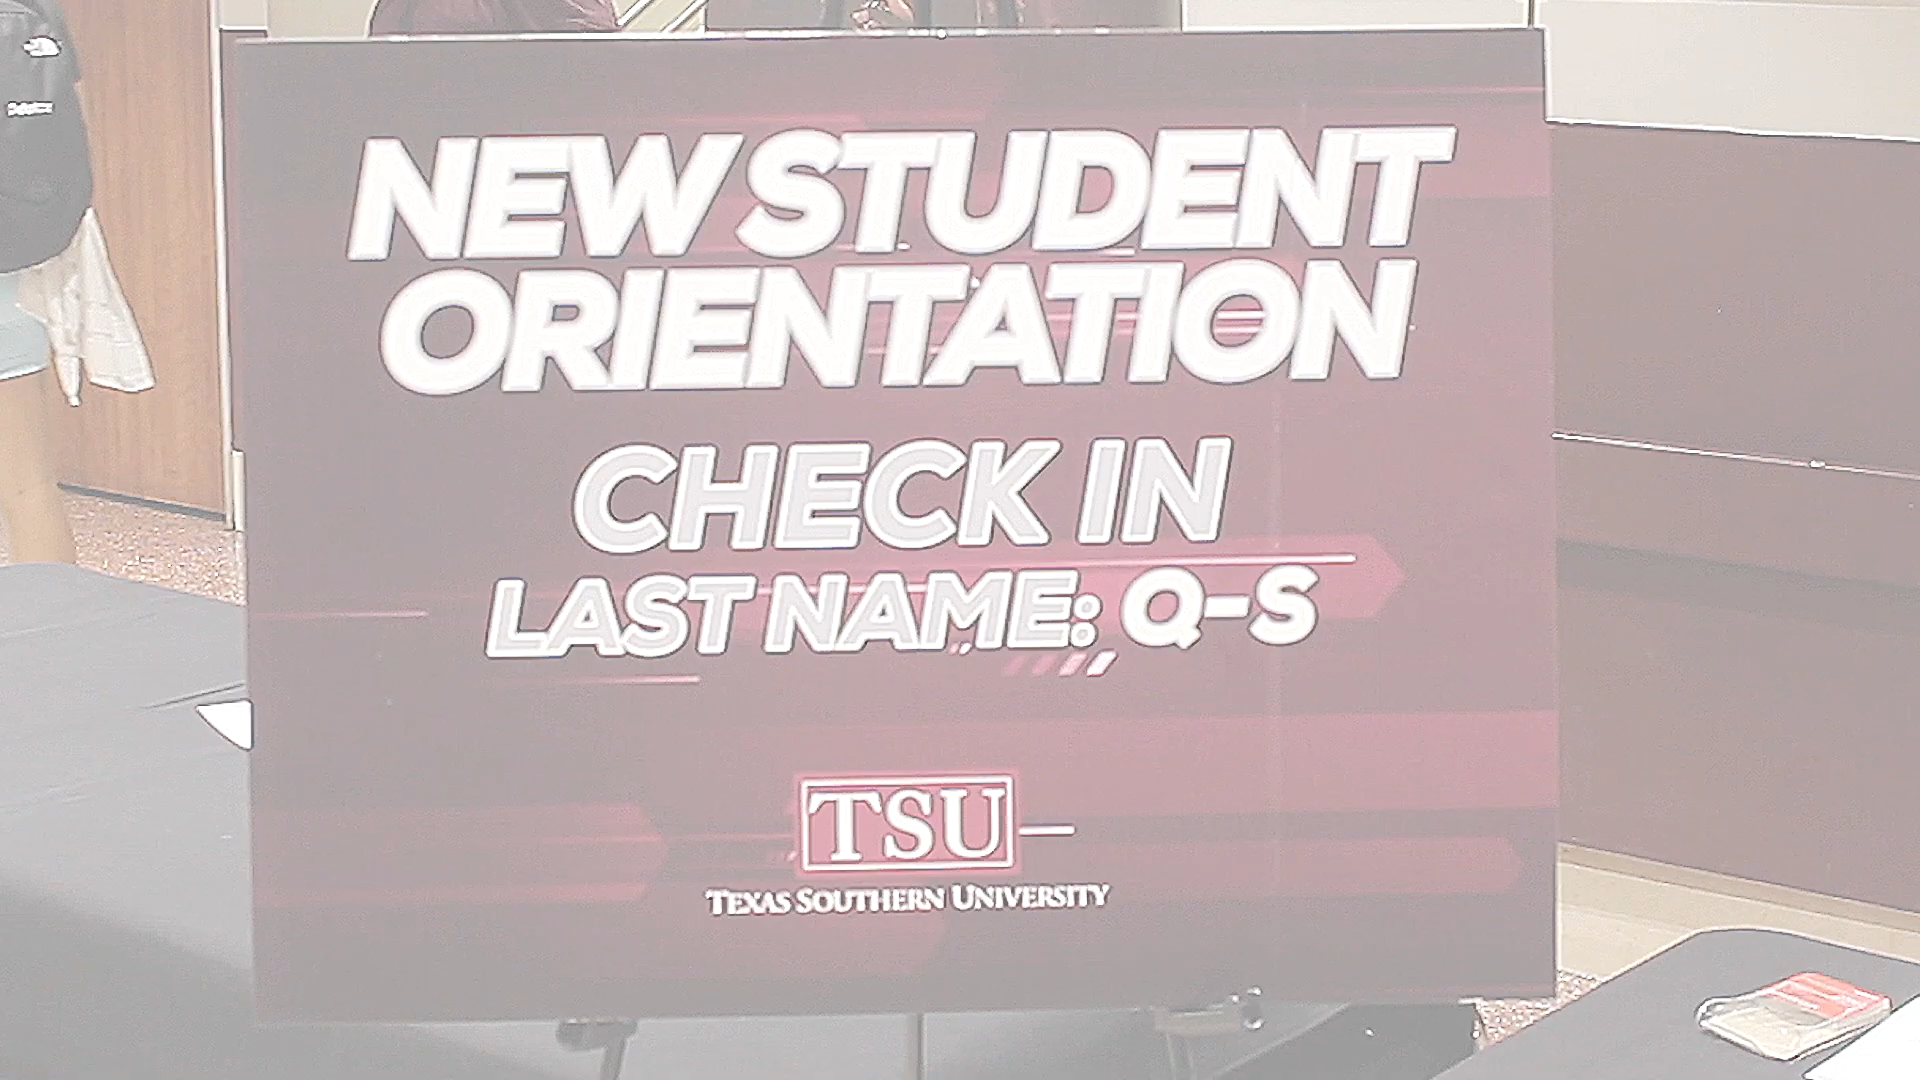 NEW STUDENT
ORIENTATION
CHECK IN
LAST NAME: Q-S
TSU
TEXAS SOUTHERN UNIVERSITY